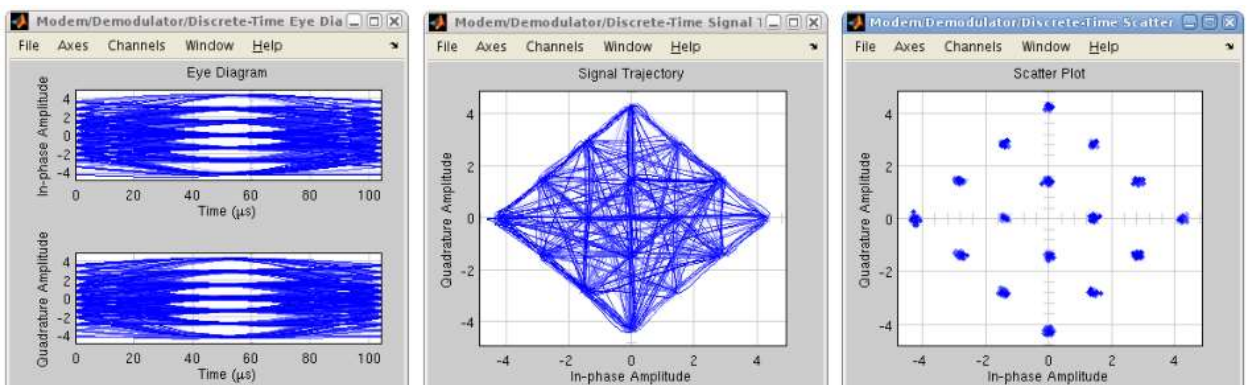 Modem/Demodulator/Discrete-Time Eye Dia
File Axes Channels Window Help
Eye Diagram
In-phase Amplitude
4
2
0
-2
-4
0 20 40 60 80 100
Time (μs)
Quadrature Amplitude
4
2
0
-2
-4
0 20 40 60 80 100
Time (μs)
Modem/Demodulator/Discrete-Time Signal T
File Axes Channels Window Help
Signal Trajectory
Quadrature Amplitude
4
2
0
-2
-4
-4 -2 0 2 4
In-phase Amplitude
Modem/Demodulator/Discrete-Time Scatter
File Axes Channels Window Help
Scatter Plot
Quadrature Amplitude
4
2
0
-2
-4
-4 -2 0 2 4
In-phase Amplitude